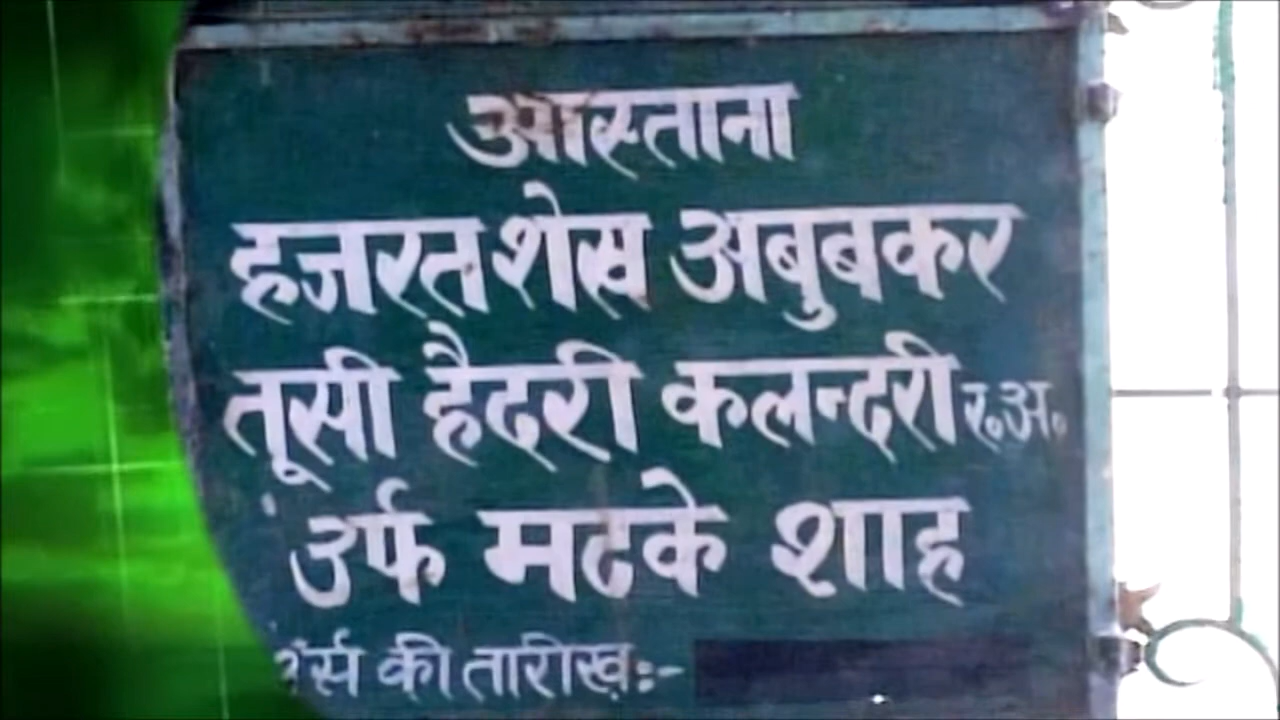 आस्ताना
हजरत शेख अबुबकर
तूसी हैदरी कलन्दरी र.अ.
उर्फ मटके शाह
उर्स की तारीख:-